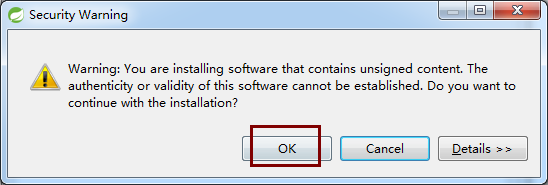 Security Warning
Warning: You are installing software that contains unsigned content. The
authenticity or validity of this software cannot be established. Do you want to
continue with the installation?
OK Cancel Details >>